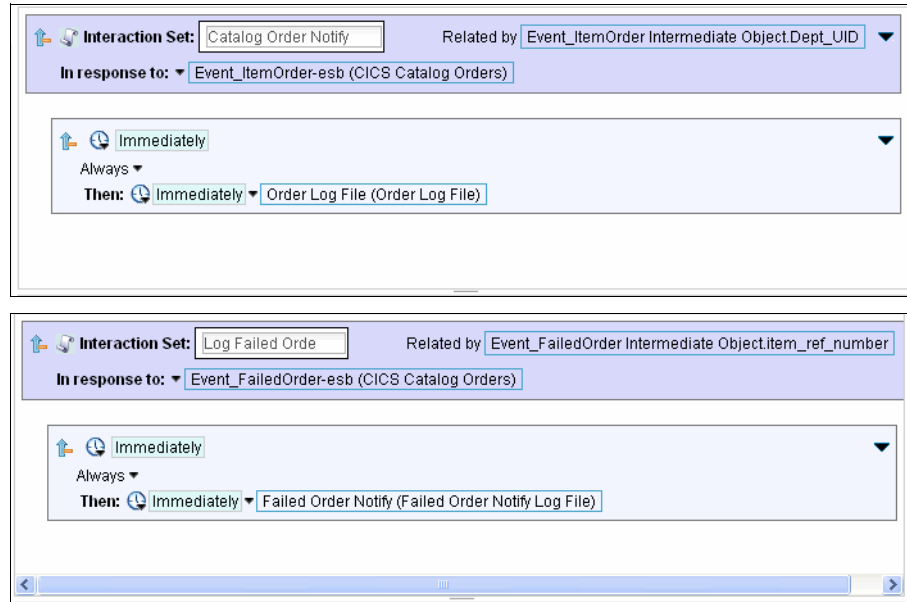 Interaction Set: Catalog Order Notify Related by Event_ItemOrder Intermediate Object.Dept_UID
In response to: Event_ItemOrder-esb (CICS Catalog Orders)
Immediately
Always
Then: Immediately Order Log File (Order Log File)
Interaction Set: Log Failed Orde Related by Event_FailedOrder Intermediate Object.item_ref_number
In response to: Event_FailedOrder-esb (CICS Catalog Orders)
Immediately
Always
Then: Immediately Failed Order Notify (Failed Order Notify Log File)